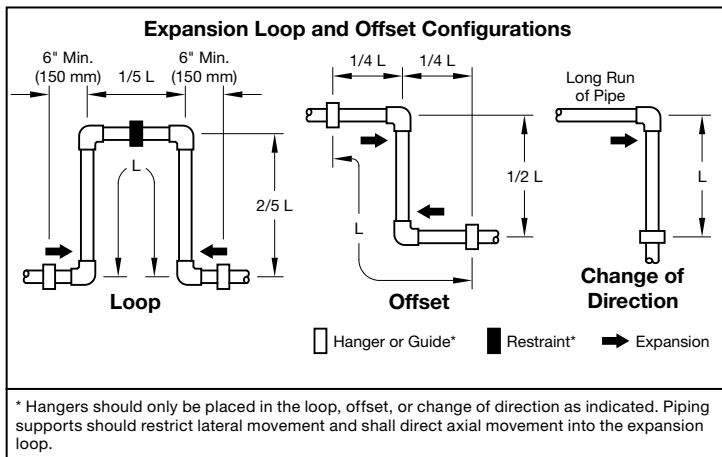 Expansion Loop and Offset Configurations
6" Min.
(150 mm)
1/5 L
6" Min.
(150 mm)
L
2/5 L
Loop
1/4 L
1/4 L
1/2 L
L
Offset
Long Run
of Pipe
L
Change of
Direction
Hanger or Guide*
Restraint*
Expansion
* Hangers should only be placed in the loop, offset, or change of direction as indicated. Piping
supports should restrict lateral movement and shall direct axial movement into the expansion
loop.